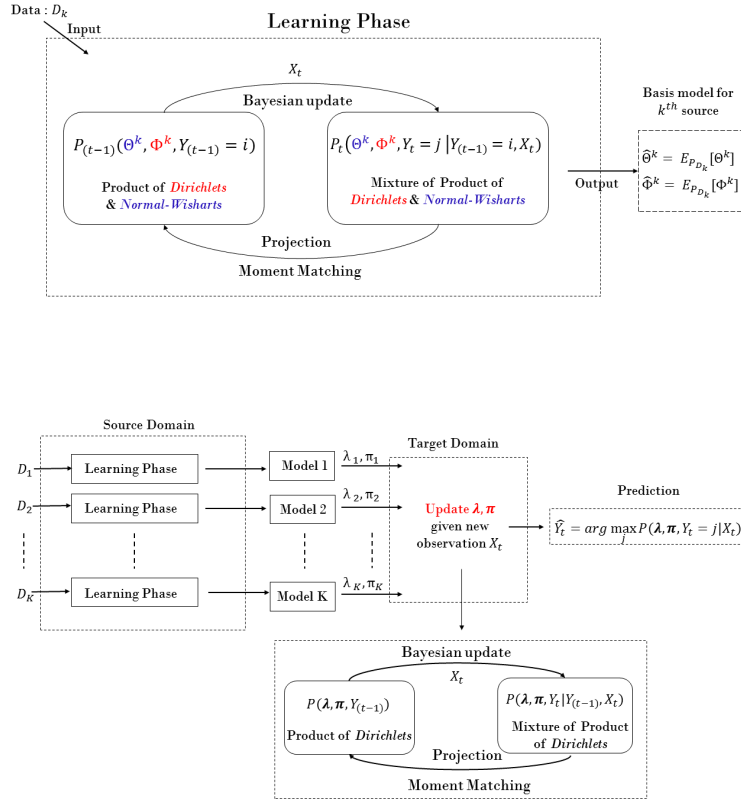 Data : D_k
Input
Learning Phase
X_t
Bayesian update
P_{(t−1)}(Θ^k, Φ^k, Y_{(t−1)} = i)
Product of Dirichlets
& Normal-Wisharts
P_t(Θ^k, Φ^k, Y_t = j |Y_{(t−1)} = i, X_t)
Mixture of Product of
Dirichlets & Normal-Wisharts
Projection
Moment Matching
Output
Basis model for
k^{th} source
Θ̂^k = E_{P_{D_k}}[Θ^k]
Φ̂^k = E_{P_{D_k}}[Φ^k]
Source Domain
D_1
Learning Phase
Model 1
λ_1, π_1
D_2
Learning Phase
Model 2
λ_2, π_2
D_K
Learning Phase
Model K
λ_K, π_K
Target Domain
Update λ, π
given new
observation X_t
Prediction
Ŷ_t = arg max_j P(λ, π, Y_t = j|X_t)
Bayesian update
X_t
P(λ, π, Y_{(t−1)})
Product of Dirichlets
P(λ, π, Y_t|Y_{(t−1)}, X_t)
Mixture of Product
of Dirichlets
Projection
Moment Matching